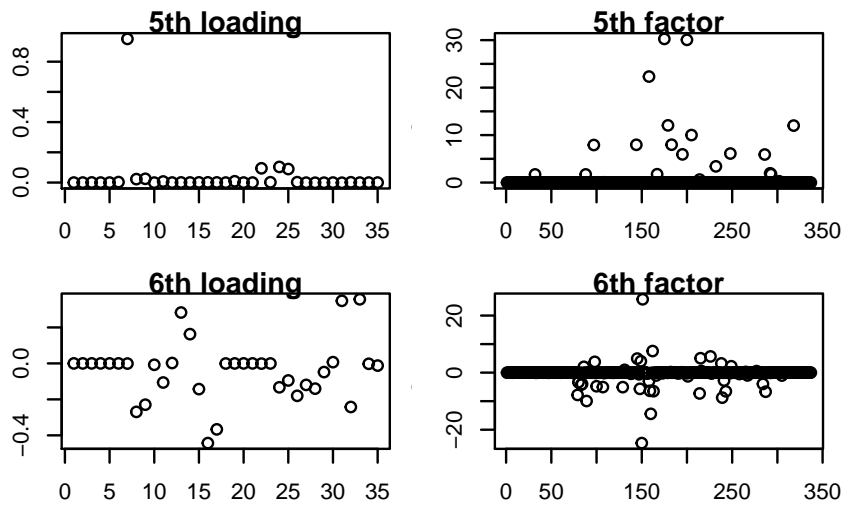 5th loading
0.0 0.4 0.8
0 5 10 15 20 25 30 35
5th factor
0 10 20 30
0 50 150 250 350
6th loading
-0.4 0.0
0 5 10 15 20 25 30 35
6th factor
-20 0 20
0 50 150 250 350